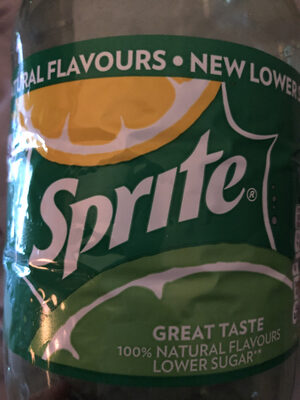 RAL FLAVOURS • NEW LOWER
Sprite®
GREAT TASTE
100% NATURAL FLAVOURS
LOWER SUGAR**